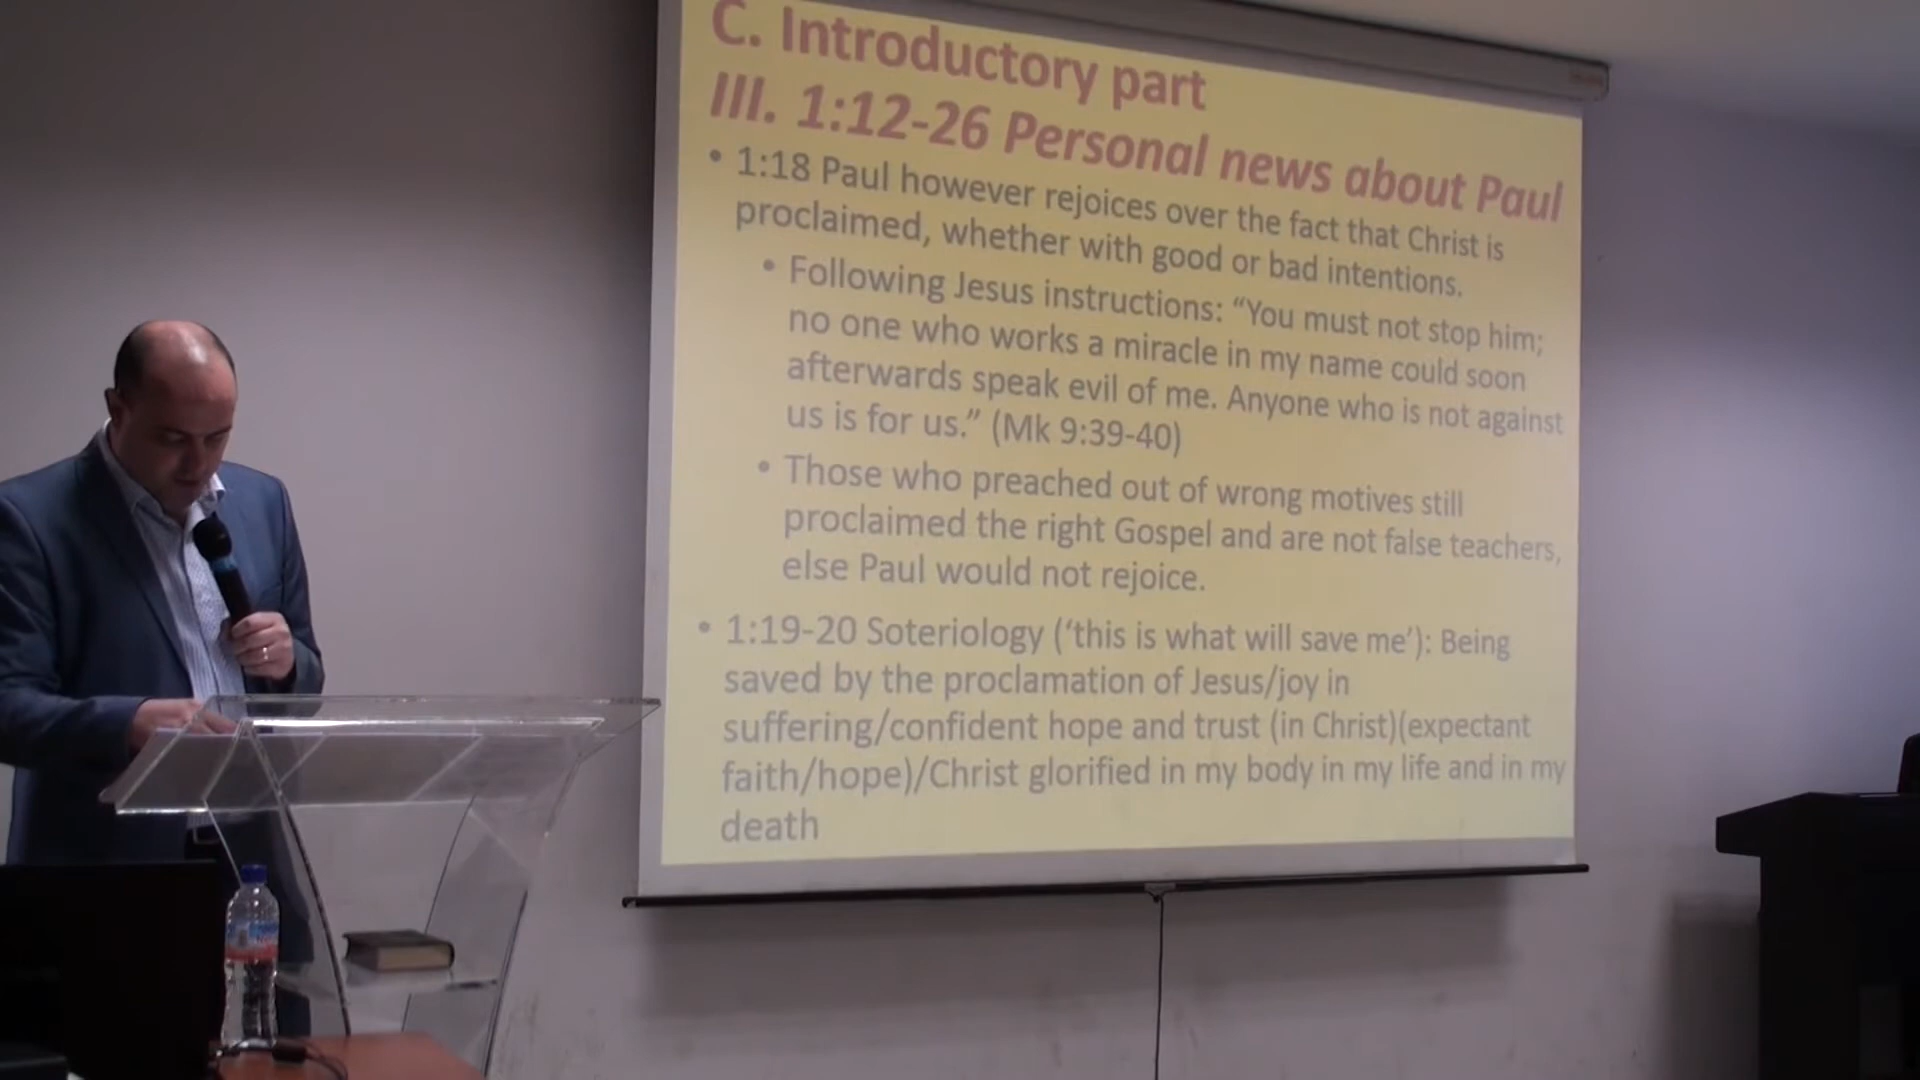 C. Introductory part
III. 1:12-26 Personal news about Paul
• 1:18 Paul however rejoices over the fact that Christ is
proclaimed, whether with good or bad intentions.
• Following Jesus instructions: “You must not stop him;
no one who works a miracle in my name could soon
afterwards speak evil of me. Anyone who is not against
us is for us.” (Mk 9:39-40)
• Those who preached out of wrong motives still
proclaimed the right Gospel and are not false teachers,
else Paul would not rejoice.
• 1:19-20 Soteriology (‘this is what will save me’): Being
saved by the proclamation of Jesus/joy in
suffering/confident hope and trust (in Christ)(expectant
faith/hope)/Christ glorified in my body in my life and in my
death